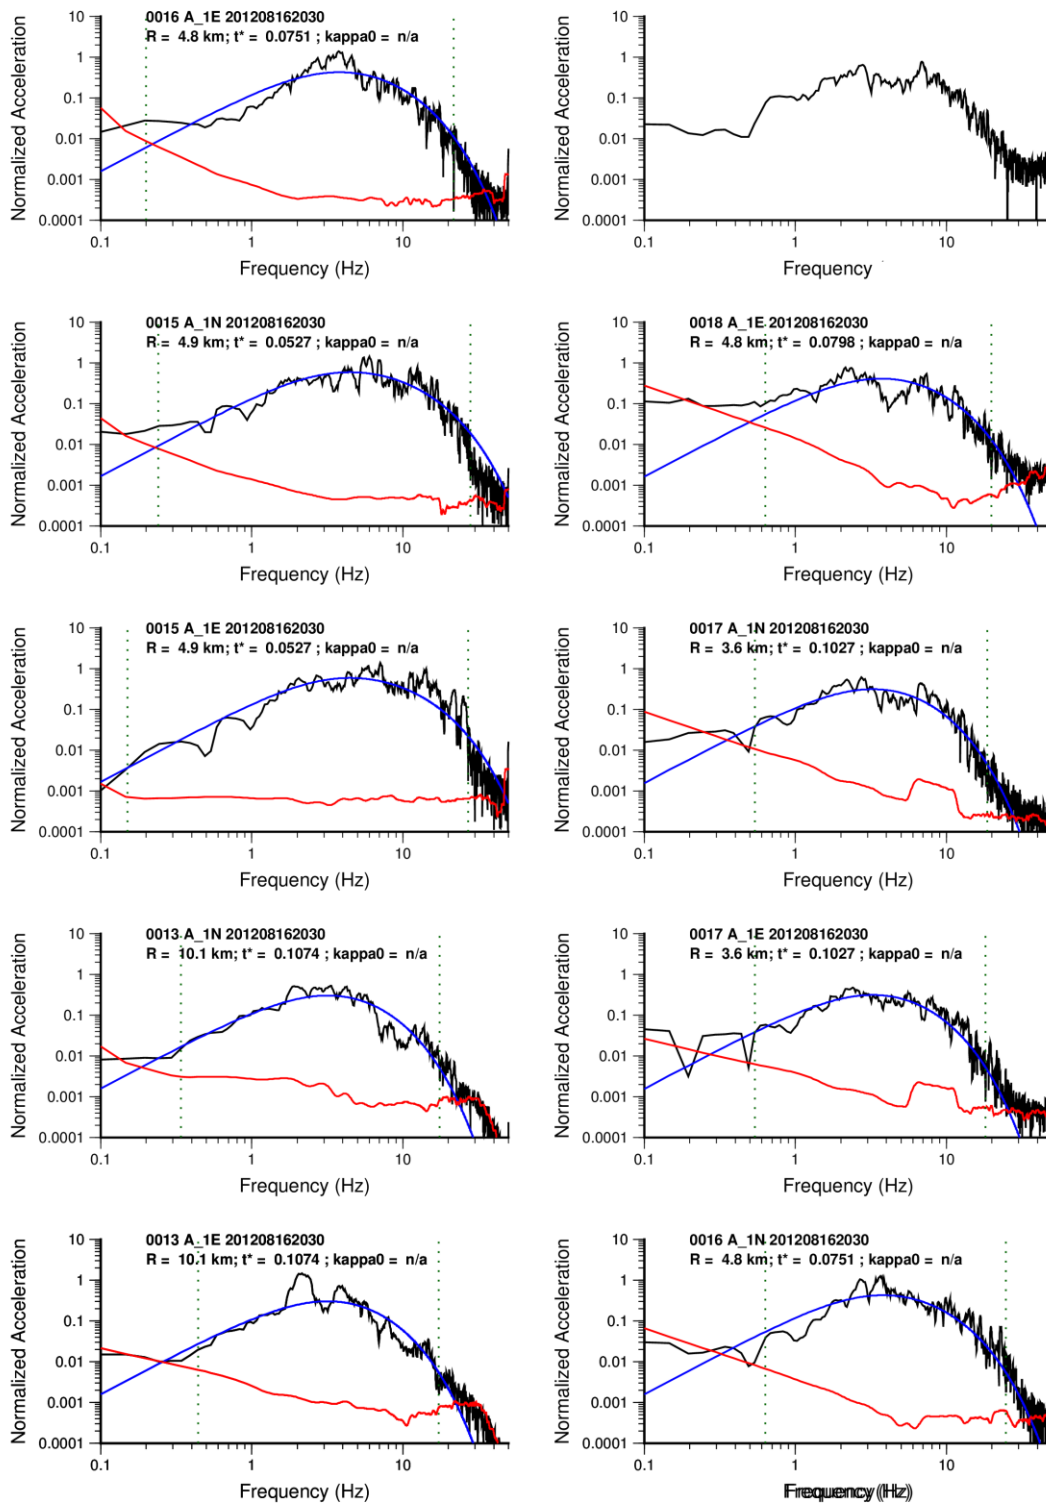 0016 A_1E 201208162030
R = 4.8 km; t* = 0.0751 ; kappa0 = n/a
Normalized Acceleration
10
1
0.1
0.01
0.001
0.0001
0.1 1 10
Frequency (Hz)
Normalized Acceleration
10
1
0.1
0.01
0.001
0.0001
0.1 1 10
Frequency
0015 A_1N 201208162030
R = 4.9 km; t* = 0.0527 ; kappa0 = n/a
Normalized Acceleration
10
1
0.1
0.01
0.001
0.0001
0.1 1 10
Frequency (Hz)
0018 A_1E 201208162030
R = 4.8 km; t* = 0.0798 ; kappa0 = n/a
Normalized Acceleration
10
1
0.1
0.01
0.001
0.0001
0.1 1 10
Frequency (Hz)
0015 A_1E 201208162030
R = 4.9 km; t* = 0.0527 ; kappa0 = n/a
Normalized Acceleration
10
1
0.1
0.01
0.001
0.0001
0.1 1 10
Frequency (Hz)
0017 A_1N 201208162030
R = 3.6 km; t* = 0.1027 ; kappa0 = n/a
Normalized Acceleration
10
1
0.1
0.01
0.001
0.0001
0.1 1 10
Frequency (Hz)
0013 A_1N 201208162030
R = 10.1 km; t* = 0.1074 ; kappa0 = n/a
Normalized Acceleration
10
1
0.1
0.01
0.001
0.0001
0.1 1 10
Frequency (Hz)
0017 A_1E 201208162030
R = 3.6 km; t* = 0.1027 ; kappa0 = n/a
Normalized Acceleration
10
1
0.1
0.01
0.001
0.0001
0.1 1 10
Frequency (Hz)
0013 A_1E 201208162030
R = 10.1 km; t* = 0.1074 ; kappa0 = n/a
Normalized Acceleration
10
1
0.1
0.01
0.001
0.0001
0.1 1 10
Frequency (Hz)
0016 A_1N 201208162030
R = 4.8 km; t* = 0.0751 ; kappa0 = n/a
Normalized Acceleration
10
1
0.1
0.01
0.001
0.0001
0.1 1 10
Frequency (Hz)